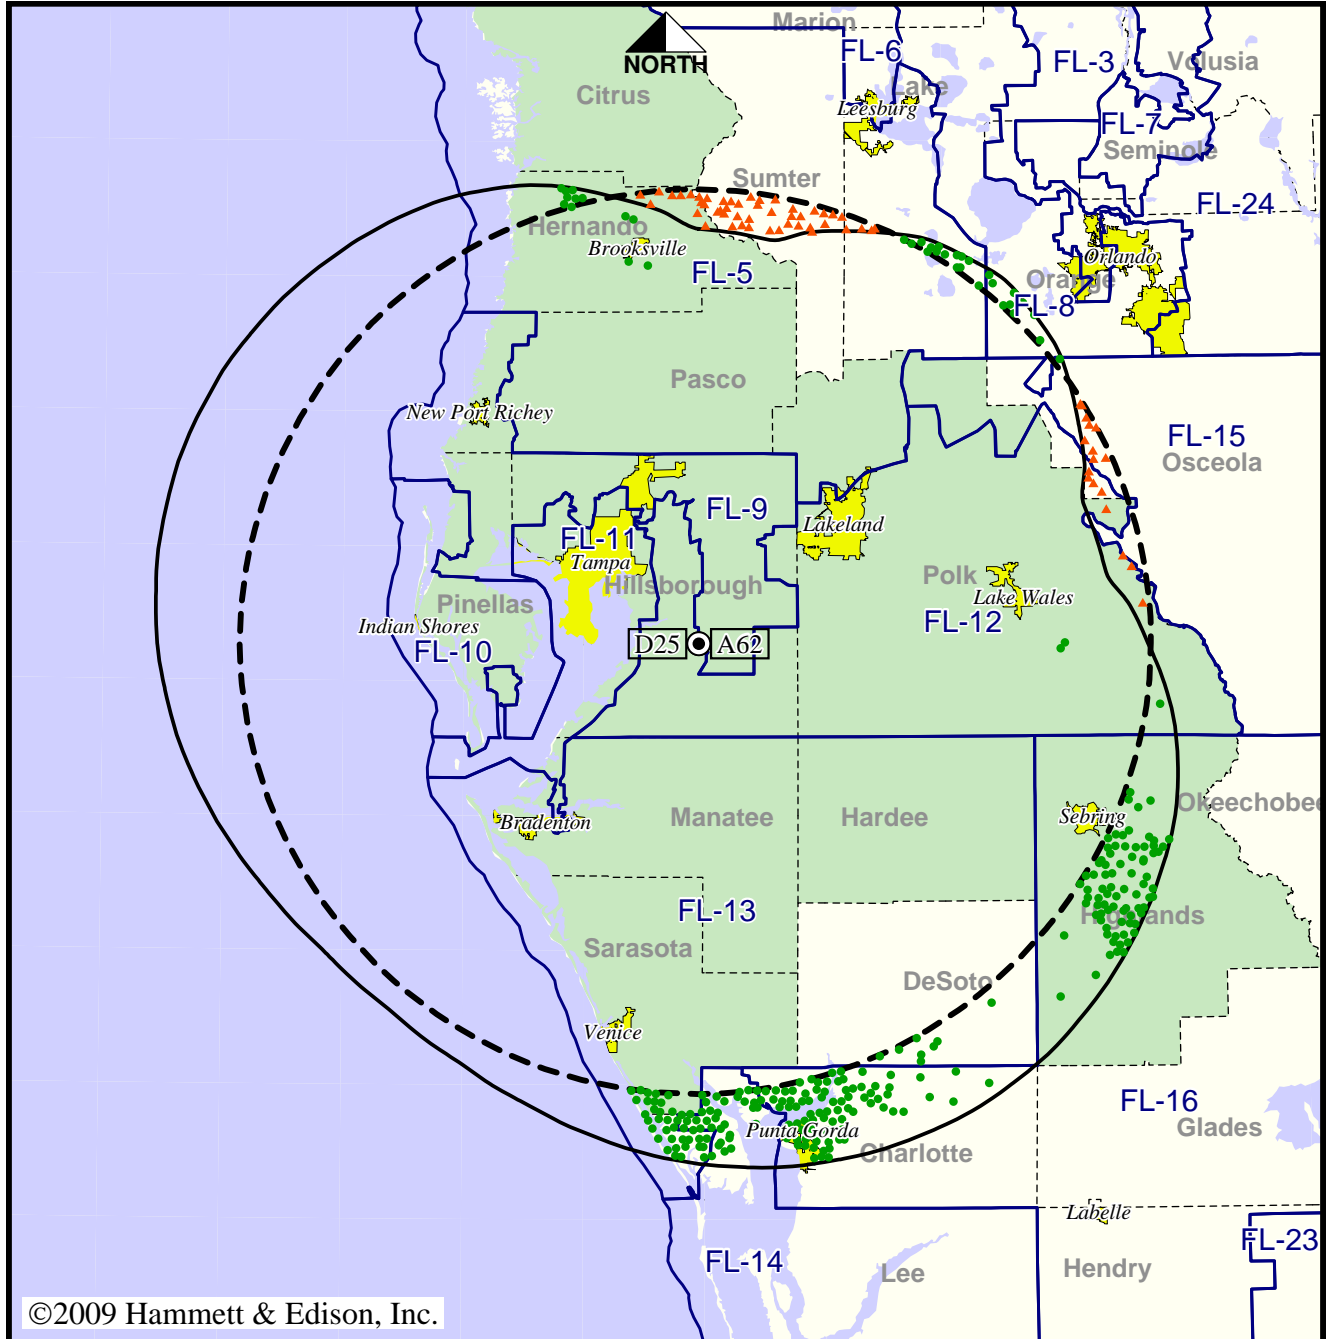 Marion
FL-6
FL-3
Volusia
NORTH
Citrus
Lake
Leesburg
FL-7
Seminole
Sumter
FL-24
Hernando
Brooksville
Orlando
FL-5
Orange
FL-8
Pasco
New Port Richey
FL-15
Osceola
FL-9
Lakeland
FL-11
Tampa
Hillsborough
Polk
Pinellas
Lake Wales
Indian Shores
FL-12
FL-10
D25
A62
Okeechobee
Manatee
Hardee
Sebring
Bradenton
FL-13
Highlands
Sarasota
DeSoto
Venice
FL-16
Punta Gorda
Glades
Charlotte
Labelle
FL-23
FL-14
Lee
Hendry
©2009 Hammett & Edison, Inc.